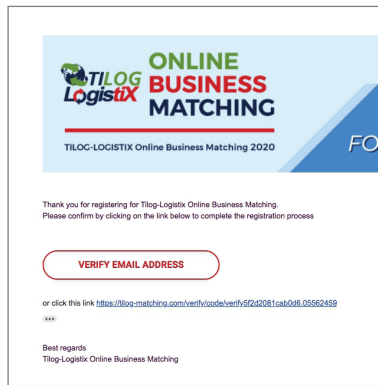 TILOG
LogistiX
ONLINE
BUSINESS
MATCHING
TILOG-LOGISTIX Online Business Matching 2020
FO
Thank you for registering for Tilog-Logistix Online Business Matching.
Please confirm by clicking on the link below to complete the registration process
VERIFY EMAIL ADDRESS
or click this link https://tilog-matching.com/verify/code/verify5f2d2081cab0d6.05562459
Best regards
Tilog-Logistix Online Business Matching